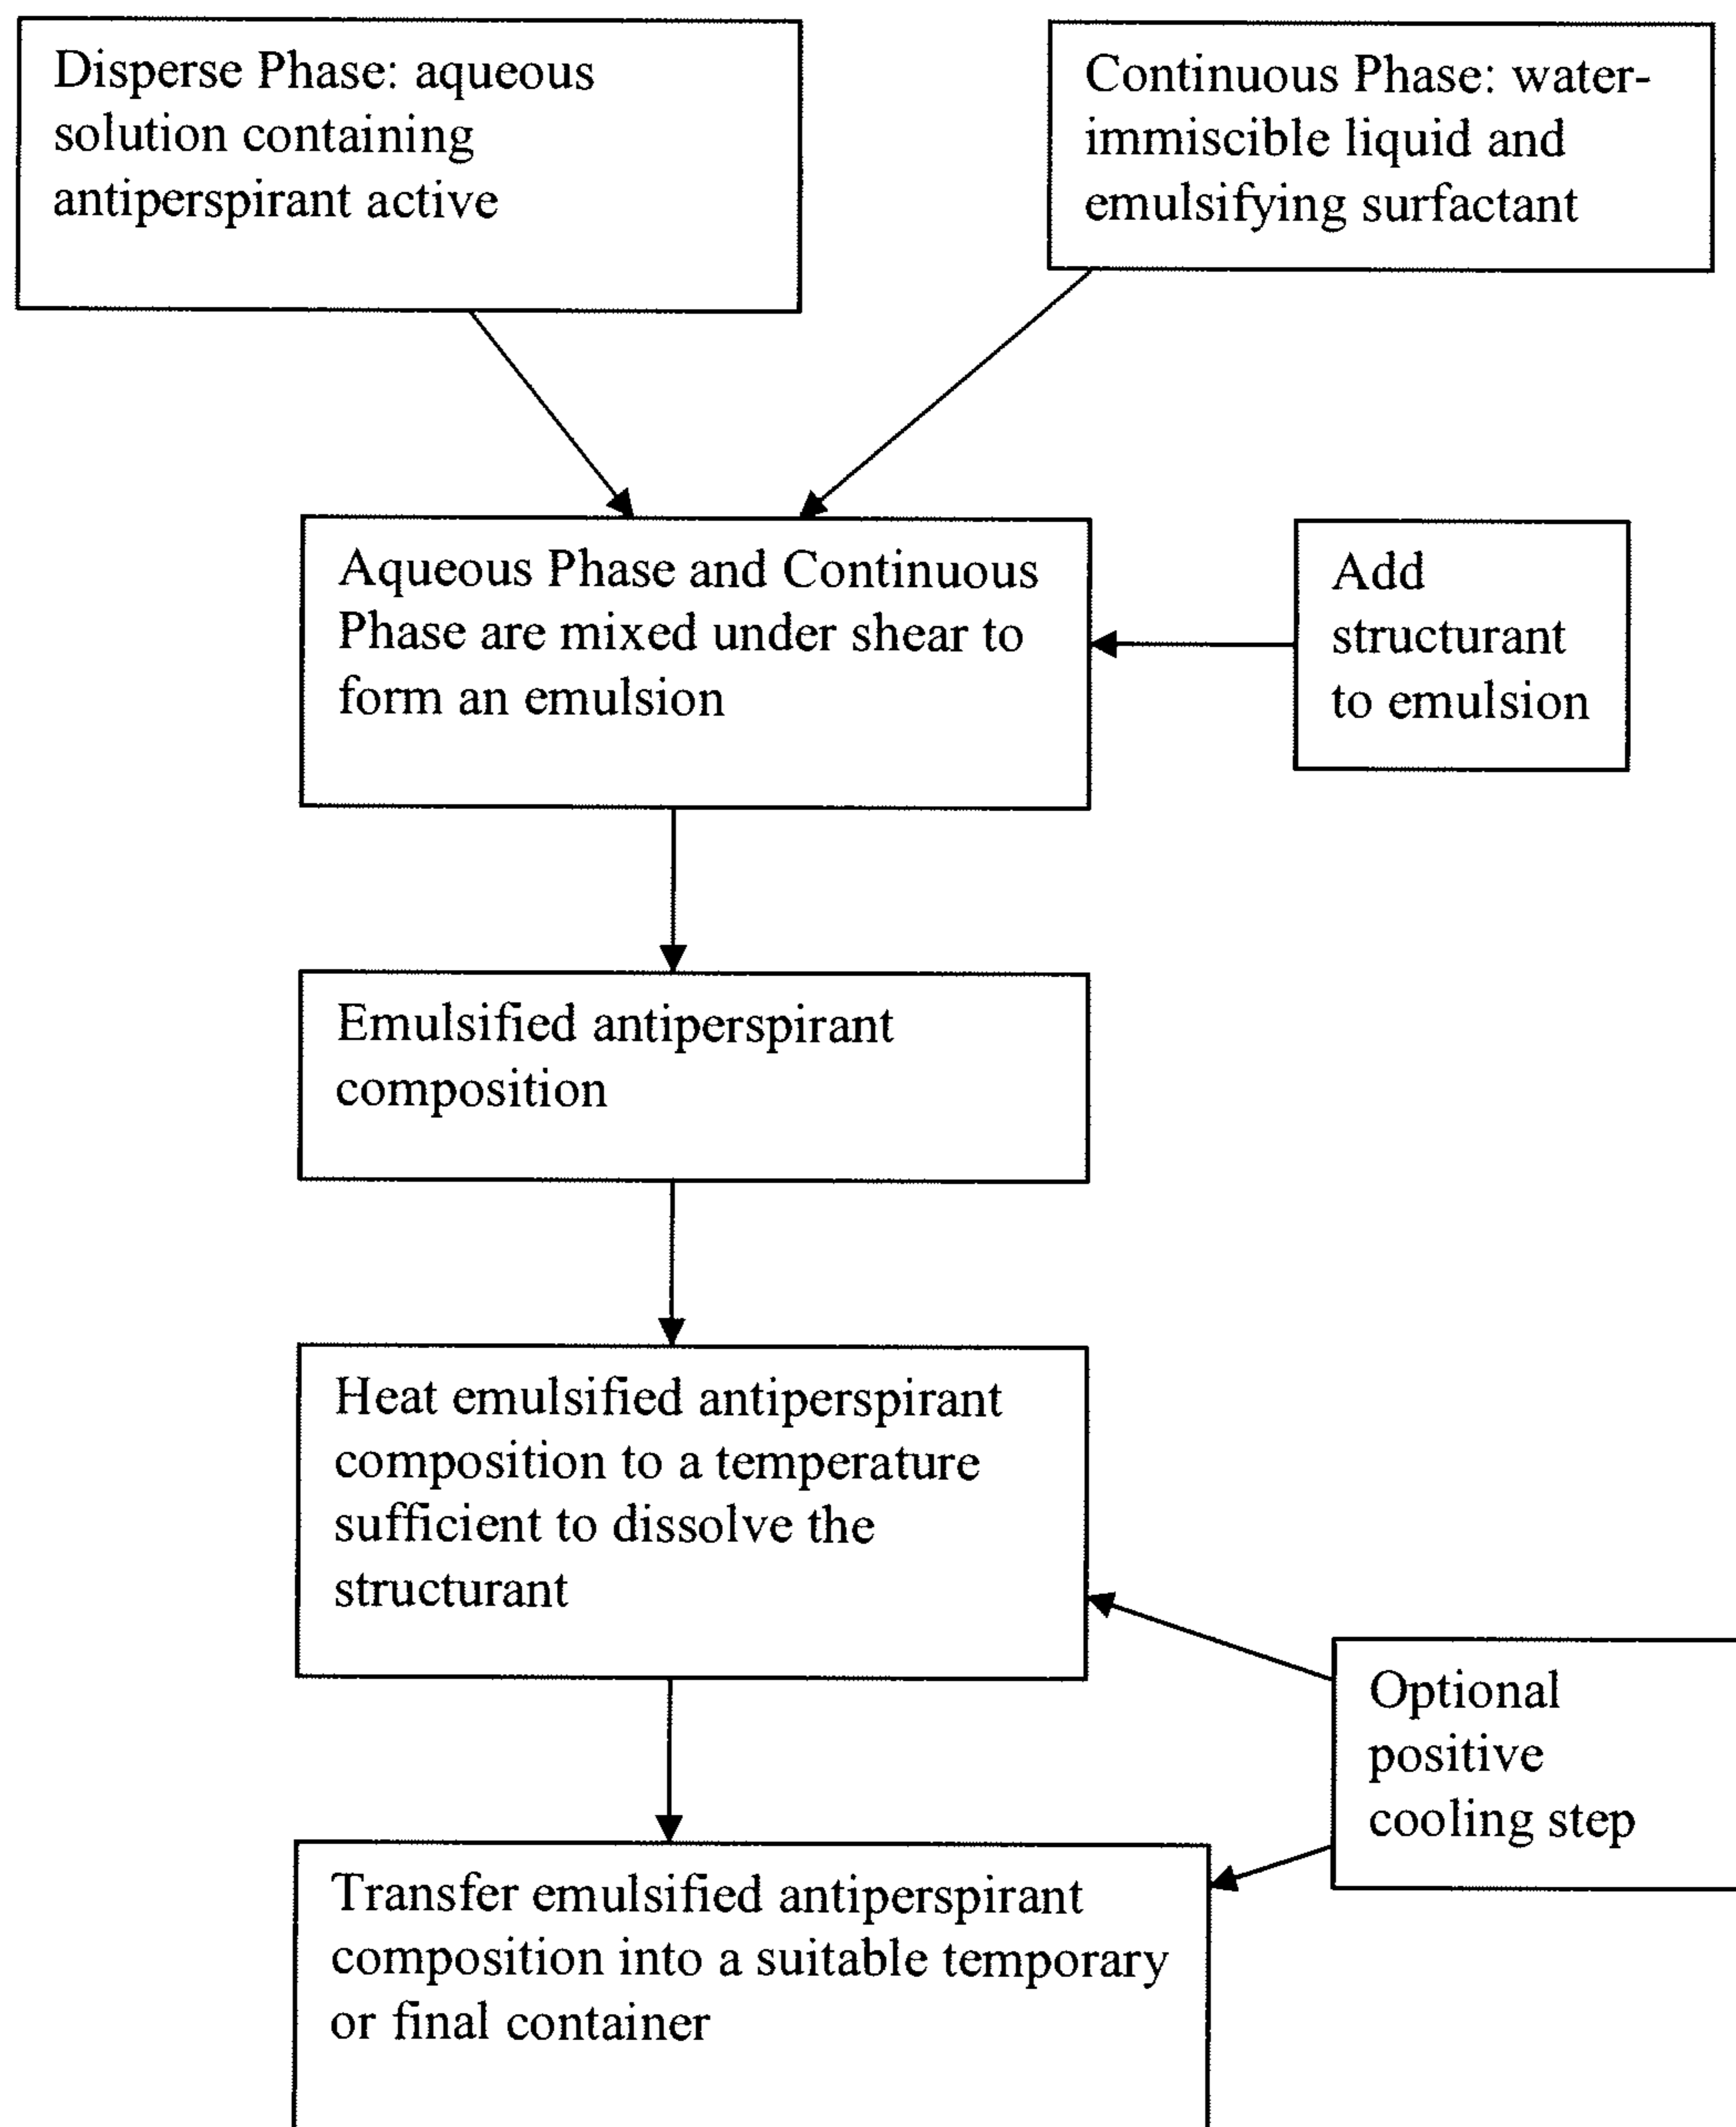 Disperse Phase: aqueous
solution containing
antiperspirant active
Continuous Phase: water-
immiscible liquid and
emulsifying surfactant
Aqueous Phase and Continuous
Phase are mixed under shear to
form an emulsion
Add
structurant
to emulsion
Emulsified antiperspirant
composition
Heat emulsified antiperspirant
composition to a temperature
sufficient to dissolve the
structurant
Optional
positive
cooling step
Transfer emulsified antiperspirant
composition into a suitable temporary
or final container